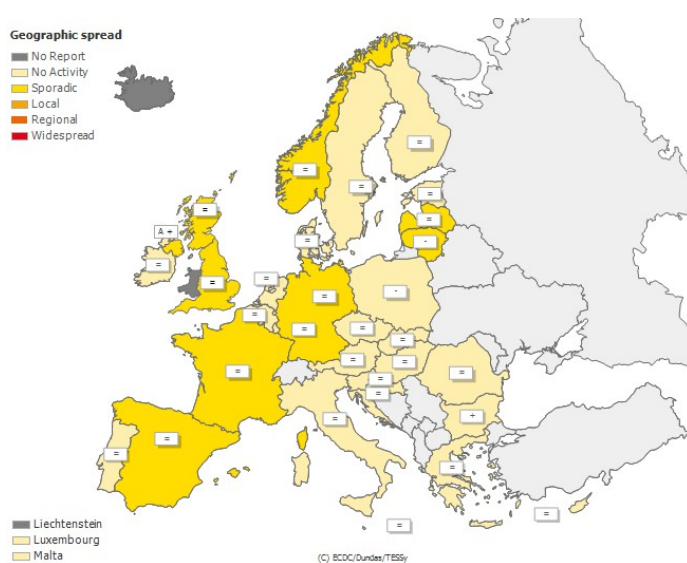 Geographic spread
No Report
No Activity
Sporadic
Local
Regional
Widespread
=
=
=
=
=
A +
=
=
-
=
=
=
=
-
=
=
=
=
=
=
=
=
=
=
=
+
=
=
=
=
Liechtenstein
Luxembourg
Malta
(C) ECDC/Dundas/TESSy